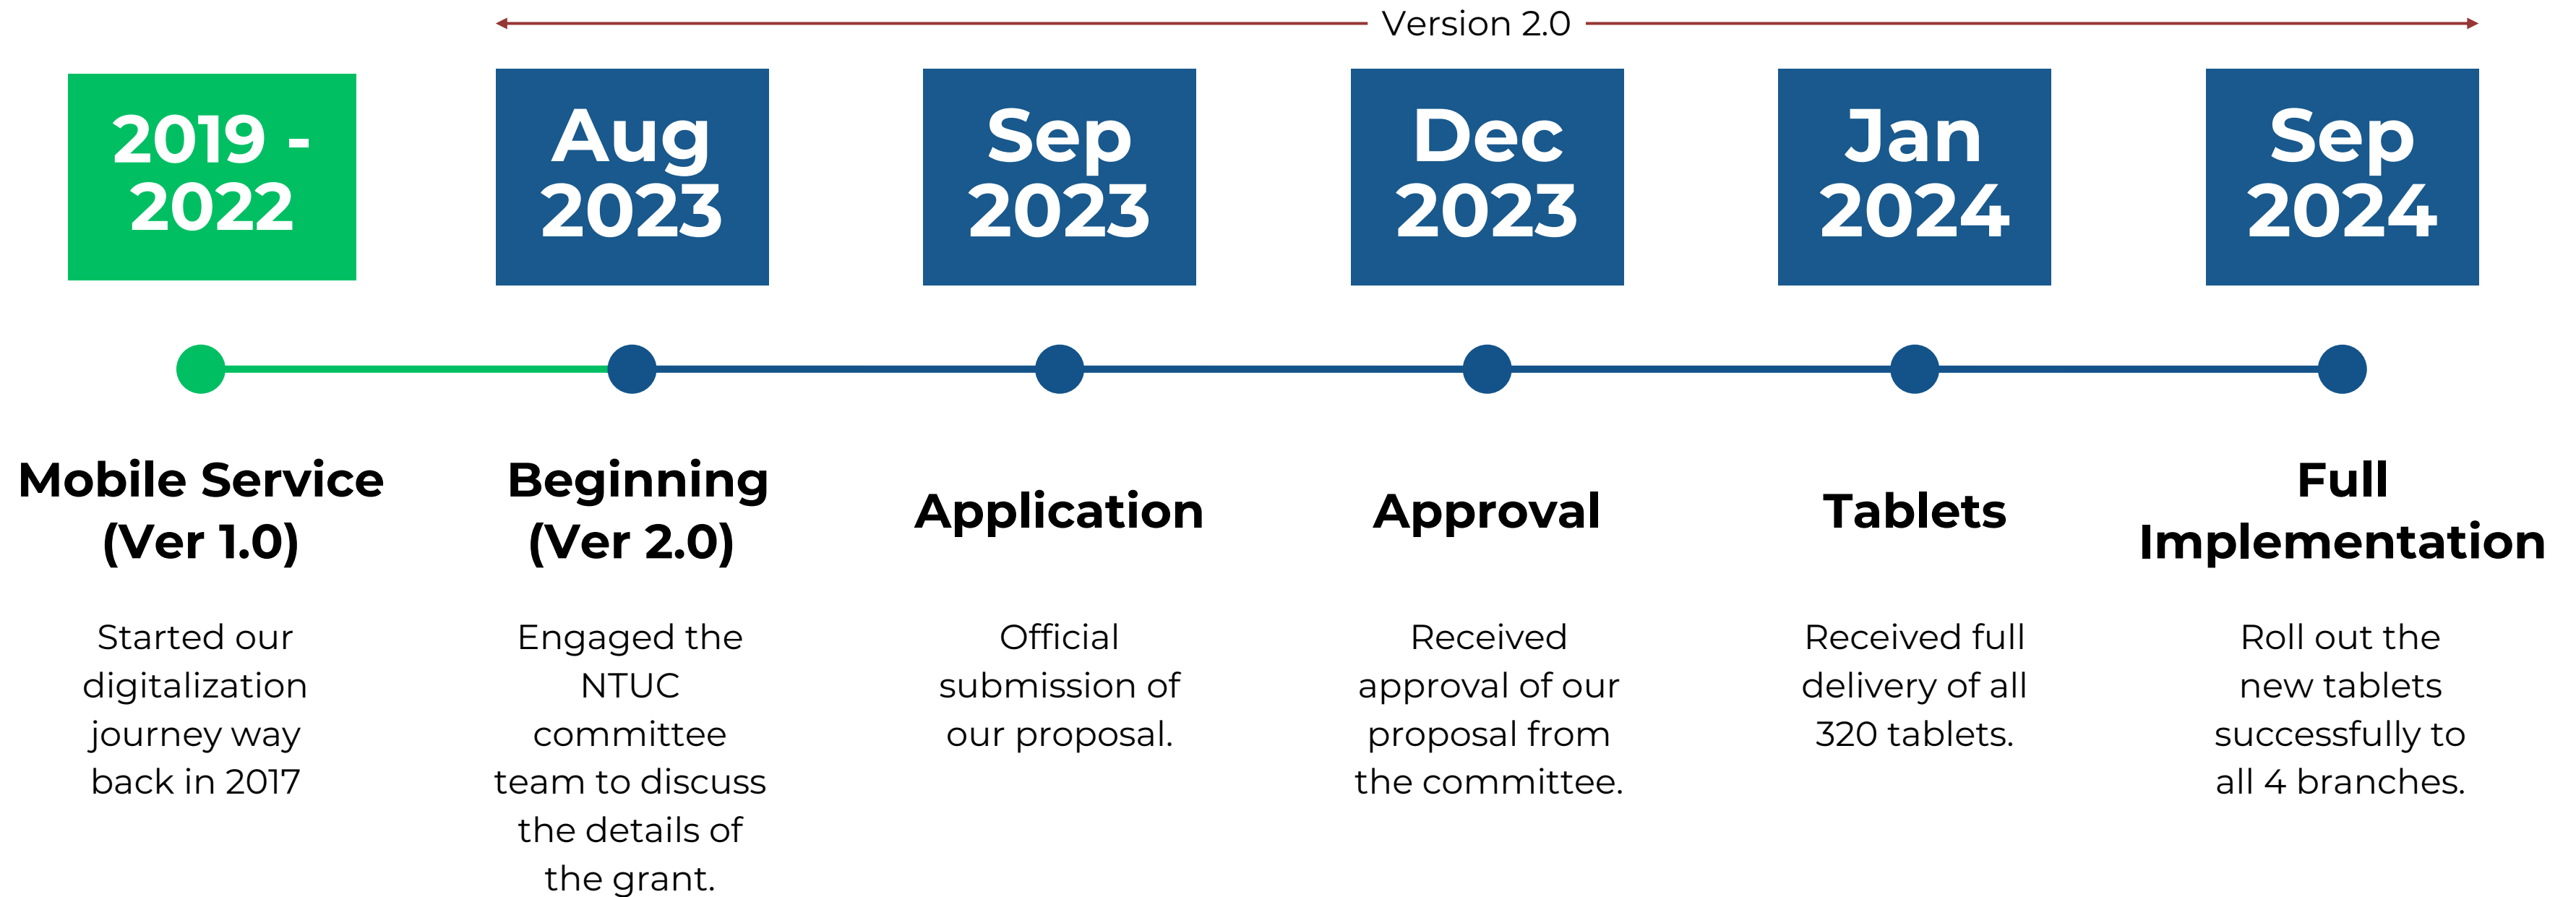 Version 2.0
2019 -
2022
Aug
2023
Sep
2023
Dec
2023
Jan
2024
Sep
2024
Mobile Service
(Ver 1.0)
Beginning
(Ver 2.0)
Application
Approval
Tablets
Full
Implementation
Started our
digitalization
journey way
back in 2017
Engaged the
NTUC
committee
team to discuss
the details of
the grant.
Official
submission of
our proposal.
Received
approval of our
proposal from
the committee.
Received full
delivery of all
320 tablets.
Roll out the
new tablets
successfully to
all 4 branches.